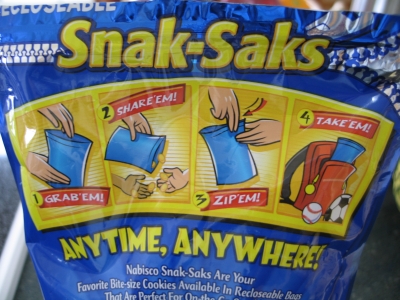 RECLOSEABLE
Snak-Saks
1 GRAB'EM!
2 SHARE'EM!
3 ZIP'EM!
4 TAKE'EM!
ANYTIME, ANYWHERE!
Nabisco Snak-Saks Are Your
Favorite Bite-size Cookies Available In Recloseable Bags
That Are Perfect For On-the-